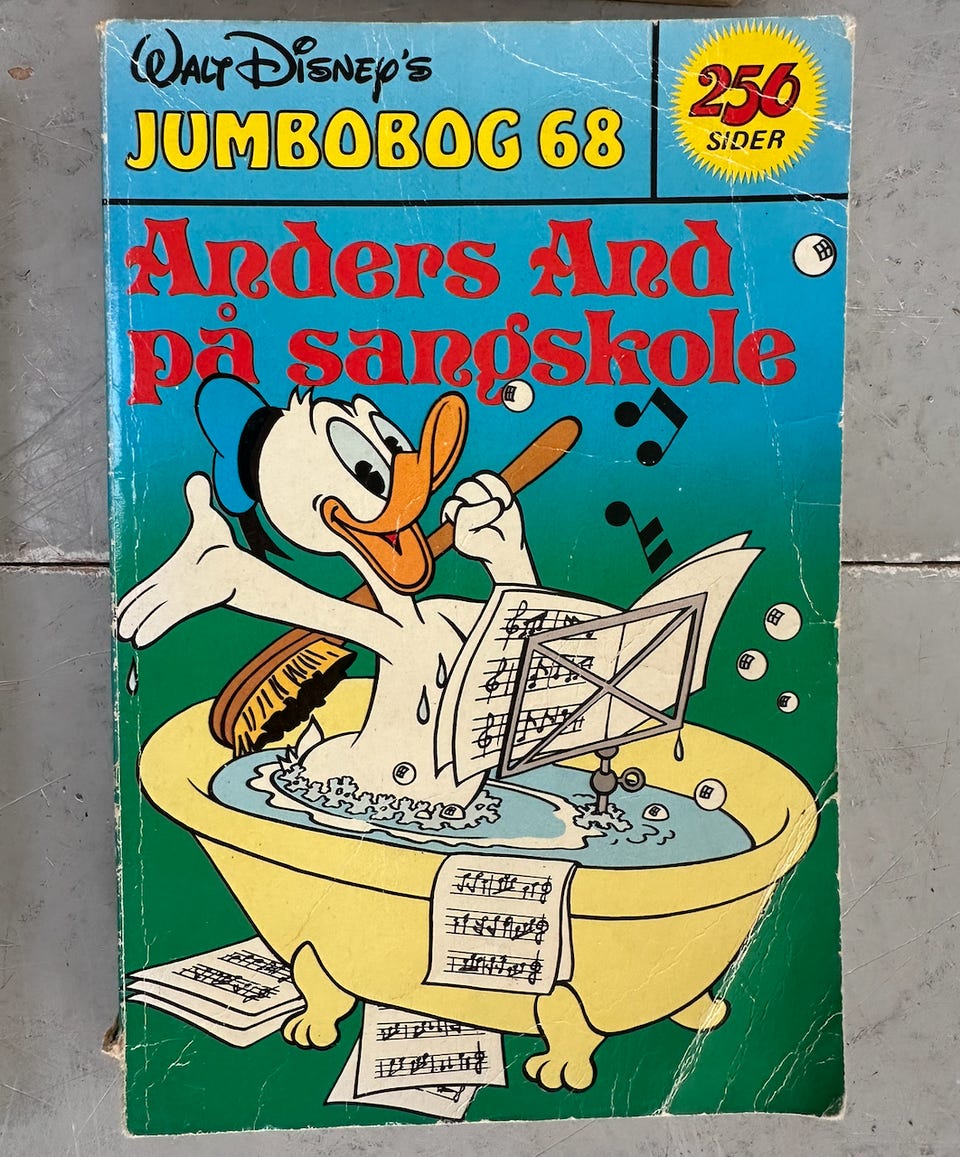 Walt Disney's
JUMBOBOG 68
256
SIDER
Anders And
på sangskole